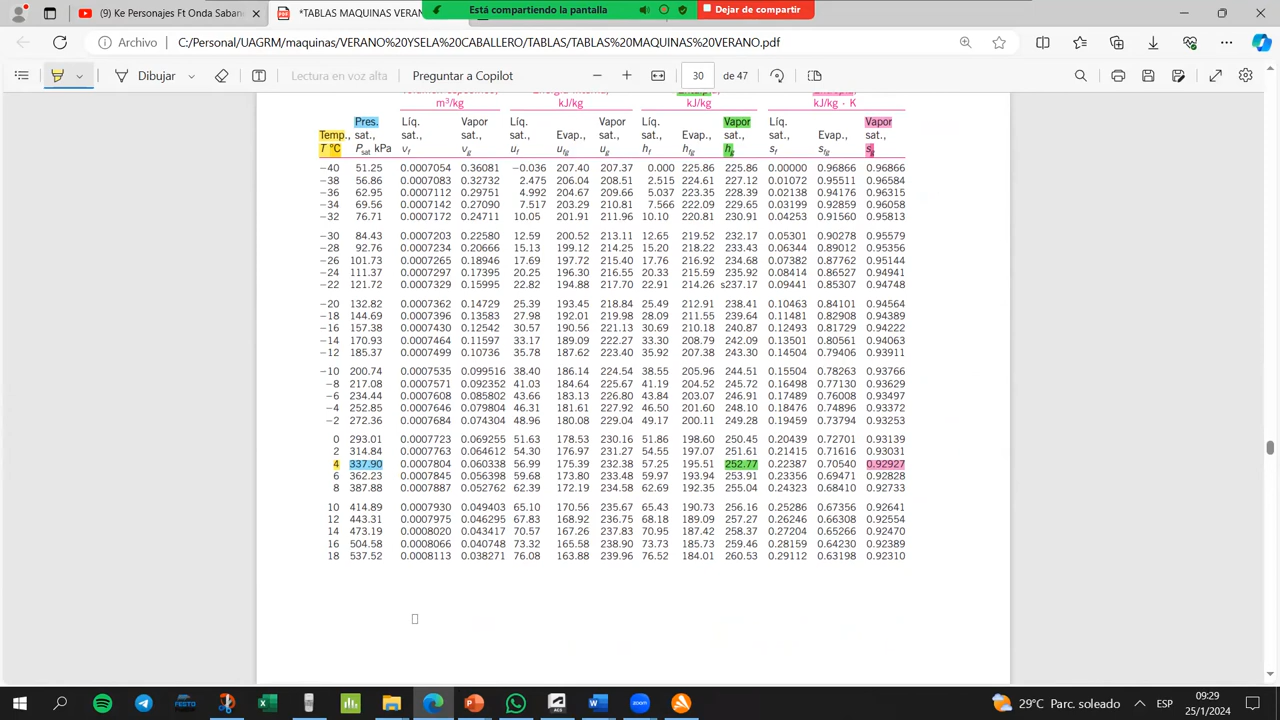 (9) Ke Personajes Ft Onda Saban
*TABLAS MAQUINAS VERAN
Está compartiendo la pantalla
Dejar de compartir
Archivo
C:/Personal/UAGRM/maquinas/VERANO%20YSELA%20CABALLERO/TABLAS/TABLAS%20MAQUINAS%20VERANO.pdf
Dibujar
Lectura en voz alta
Preguntar a Copilot
30 de 47
m³/kg kJ/kg kJ/kg kJ/kg · K
Pres. Líq. Vapor Líq. Vapor Líq. Vapor Líq. Vapor
Temp., sat., sat., sat., sat., Evap., sat., sat., Evap., sat., sat., Evap., sat.,
T °C Psat kPa vf vg uf ufg ug hf hfg hg sf sfg sg
−40 51.25 0.0007054 0.36081 −0.036 207.40 207.37 0.000 225.86 225.86 0.00000 0.96866 0.96866
−38 56.86 0.0007083 0.32732 2.475 206.04 208.51 2.515 224.61 227.12 0.01072 0.95511 0.96584
−36 62.95 0.0007112 0.29751 4.992 204.67 209.66 5.037 223.35 228.39 0.02138 0.94176 0.96315
−34 69.56 0.0007142 0.27090 7.517 203.29 210.81 7.566 222.09 229.65 0.03199 0.92859 0.96058
−32 76.71 0.0007172 0.24711 10.05 201.91 211.96 10.10 220.81 230.91 0.04253 0.91560 0.95813
−30 84.43 0.0007203 0.22580 12.59 200.52 213.11 12.65 219.52 232.17 0.05301 0.90278 0.95579
−28 92.76 0.0007234 0.20666 15.13 199.12 214.25 15.20 218.22 233.43 0.06344 0.89012 0.95356
−26 101.73 0.0007265 0.18946 17.69 197.72 215.40 17.76 216.92 234.68 0.07382 0.87762 0.95144
−24 111.37 0.0007297 0.17395 20.25 196.30 216.55 20.33 215.59 235.92 0.08414 0.86527 0.94941
−22 121.72 0.0007329 0.15995 22.82 194.88 217.70 22.91 214.26 s237.17 0.09441 0.85307 0.94748
−20 132.82 0.0007362 0.14729 25.39 193.45 218.84 25.49 212.91 238.41 0.10463 0.84101 0.94564
−18 144.69 0.0007396 0.13583 27.98 192.01 219.98 28.09 211.55 239.64 0.11481 0.82908 0.94389
−16 157.38 0.0007430 0.12542 30.57 190.56 221.13 30.69 210.18 240.87 0.12493 0.81729 0.94222
−14 170.93 0.0007464 0.11597 33.17 189.09 222.27 33.30 208.79 242.09 0.13501 0.80561 0.94063
−12 185.37 0.0007499 0.10736 35.78 187.62 223.40 35.92 207.38 243.30 0.14504 0.79406 0.93911
−10 200.74 0.0007535 0.099516 38.40 186.14 224.54 38.55 205.96 244.51 0.15504 0.78263 0.93766
−8 217.08 0.0007571 0.092352 41.03 184.64 225.67 41.19 204.52 245.72 0.16498 0.77130 0.93629
−6 234.44 0.0007608 0.085802 43.66 183.13 226.80 43.84 203.07 246.91 0.17489 0.76008 0.93497
−4 252.85 0.0007646 0.079804 46.31 181.61 227.92 46.50 201.60 248.10 0.18476 0.74896 0.93372
−2 272.36 0.0007684 0.074304 48.96 180.08 229.04 49.17 200.11 249.28 0.19459 0.73794 0.93253
0 293.01 0.0007723 0.069255 51.63 178.53 230.16 51.86 198.60 250.45 0.20439 0.72701 0.93139
2 314.84 0.0007763 0.064612 54.30 176.97 231.27 54.55 197.07 251.61 0.21415 0.71616 0.93031
4 337.90 0.0007804 0.060338 56.99 175.39 232.38 57.25 195.51 252.77 0.22387 0.70540 0.92927
6 362.23 0.0007845 0.056398 59.68 173.80 233.48 59.97 193.94 253.91 0.23356 0.69471 0.92828
8 387.88 0.0007887 0.052762 62.39 172.19 234.58 62.69 192.35 255.04 0.24323 0.68410 0.92733
10 414.89 0.0007930 0.049403 65.10 170.56 235.67 65.43 190.73 256.16 0.25286 0.67356 0.92641
12 443.31 0.0007975 0.046295 67.83 168.92 236.75 68.18 189.09 257.27 0.26246 0.66308 0.92554
14 473.19 0.0008020 0.043417 70.57 167.26 237.83 70.95 187.42 258.37 0.27204 0.65266 0.92470
16 504.58 0.0008066 0.040748 73.32 165.58 238.90 73.73 185.73 259.46 0.28159 0.64230 0.92389
18 537.52 0.0008113 0.038271 76.08 163.88 239.96 76.52 184.01 260.53 0.29112 0.63198 0.92310
29°C Parc. soleado
ESP
09:29
25/1/2024